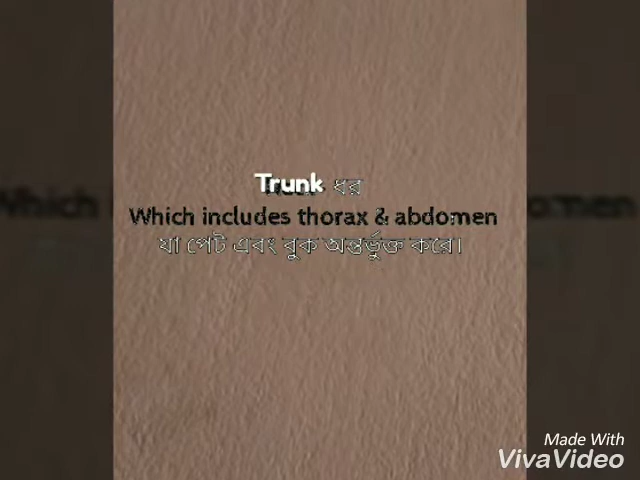 Trunk ধর
Which includes thorax & abdomen
যা পেট এবং বুক অন্তর্ভুক্ত করে।
Made With
VivaVideo